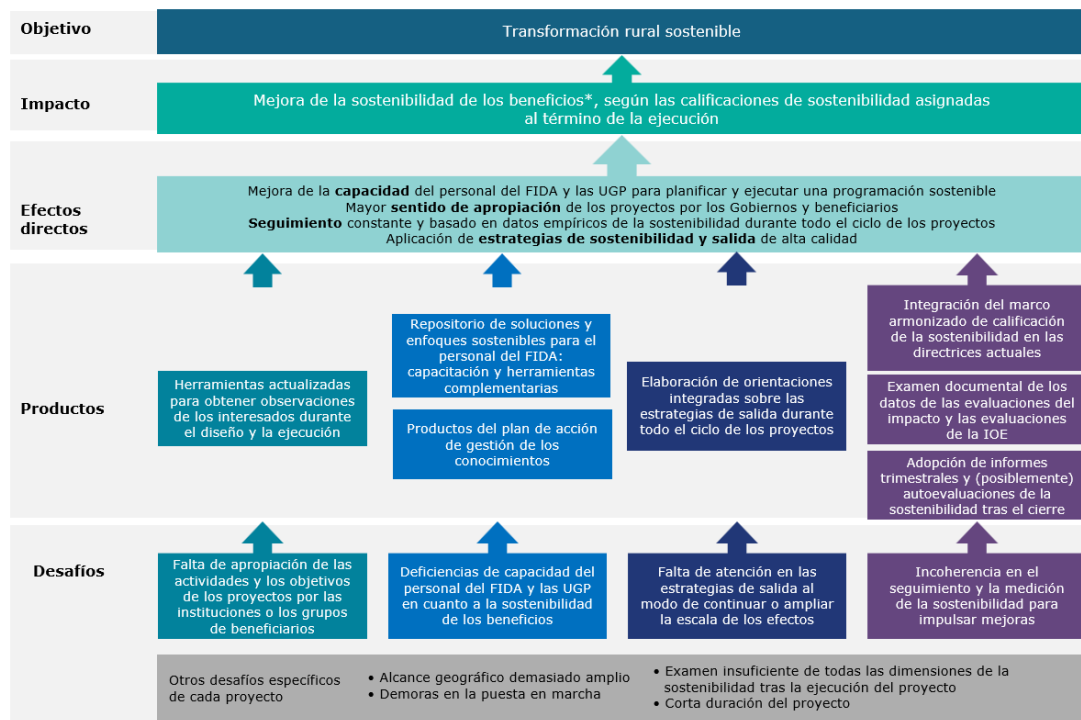 Objetivo
Transformación rural sostenible
Impacto
Mejora de la sostenibilidad de los beneficios*, según las calificaciones de sostenibilidad asignadas
al término de la ejecución
Efectos
directos
Mejora de la capacidad del personal del FIDA y las UGP para planificar y ejecutar una programación sostenible
Mayor sentido de apropiación de los proyectos por los Gobiernos y beneficiarios
Seguimiento constante y basado en datos empíricos de la sostenibilidad durante todo el ciclo de los proyectos
Aplicación de estrategias de sostenibilidad y salida de alta calidad
Productos
Herramientas actualizadas
para obtener observaciones
de los interesados durante
el diseño y la ejecución
Repositorio de soluciones y
enfoques sostenibles para el
personal del FIDA:
capacitación y herramientas
complementarias
Productos del plan de acción
de gestión de los
conocimientos
Elaboración de orientaciones
integradas sobre las
estrategias de salida durante
todo el ciclo de los proyectos
Integración del marco
armonizado de calificación
de la sostenibilidad en las
directrices actuales
Examen documental de los
datos de las evaluaciones del
impacto y las evaluaciones
de la IOE
Adopción de informes
trimestrales y (posiblemente)
autoevaluaciones de la
sostenibilidad tras el cierre
Desafíos
Falta de apropiación de las
actividades y los objetivos
de los proyectos por las
instituciones o los grupos
de beneficiarios
Deficiencias de capacidad del
personal del FIDA y las UGP
en cuanto a la sostenibilidad
de los beneficios
Falta de atención en las
estrategias de salida al
modo de continuar o ampliar
la escala de los efectos
Incoherencia en el
seguimiento y la medición
de la sostenibilidad para
impulsar mejoras
Otros desafíos específicos
de cada proyecto
• Alcance geográfico demasiado amplio
• Demoras en la puesta en marcha
• Examen insuficiente de todas las dimensiones de la
sostenibilidad tras la ejecución del proyecto
• Corta duración del proyecto